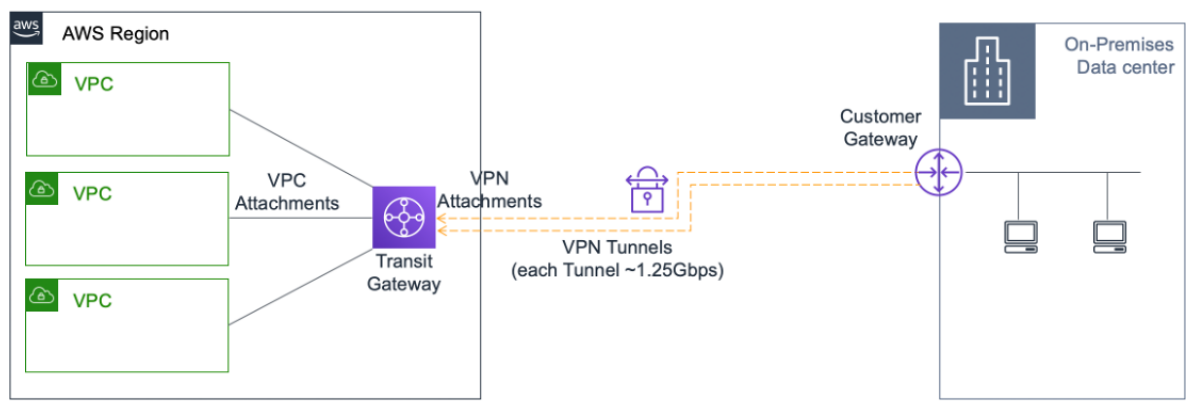 aws
AWS Region
VPC
VPC
VPC
VPC
Attachments
Transit
Gateway
VPN
Attachments
VPN Tunnels
(each Tunnel ~1.25Gbps)
Customer
Gateway
On-Premises
Data center